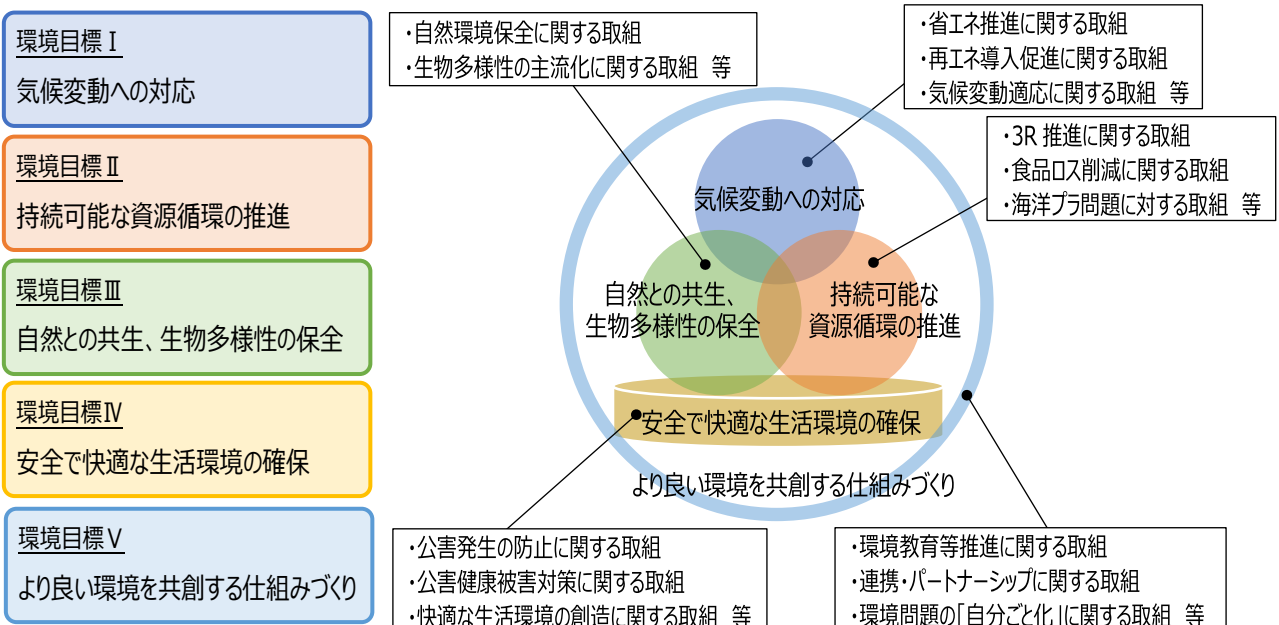 環境目標Ⅰ
気候変動への対応
環境目標Ⅱ
持続可能な資源循環の推進
環境目標Ⅲ
自然との共生、生物多様性の保全
環境目標Ⅳ
安全で快適な生活環境の確保
環境目標Ⅴ
より良い環境を共創する仕組みづくり
・自然環境保全に関する取組
・生物多様性の主流化に関する取組　等
・省エネ推進に関する取組
・再エネ導入促進に関する取組
・気候変動適応に関する取組　等
・3R 推進に関する取組
・食品ロス削減に関する取組
・海洋プラ問題に対する取組　等
気候変動への対応
自然との共生、
生物多様性の保全
持続可能な
資源循環の推進
安全で快適な生活環境の確保
より良い環境を共創する仕組みづくり
・公害発生の防止に関する取組
・公害健康被害対策に関する取組
・快適な生活環境の創造に関する取組　等
・環境教育等推進に関する取組
・連携・パートナーシップに関する取組
・環境問題の「自分ごと化」に関する取組　等